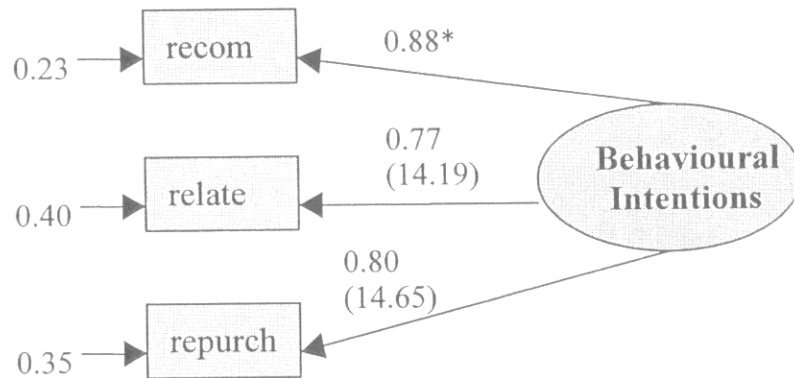 recom
0.88*
0.23
0.77
(14.19)
Behavioural
Intentions
relate
0.40
0.80
(14.65)
repurch
0.35